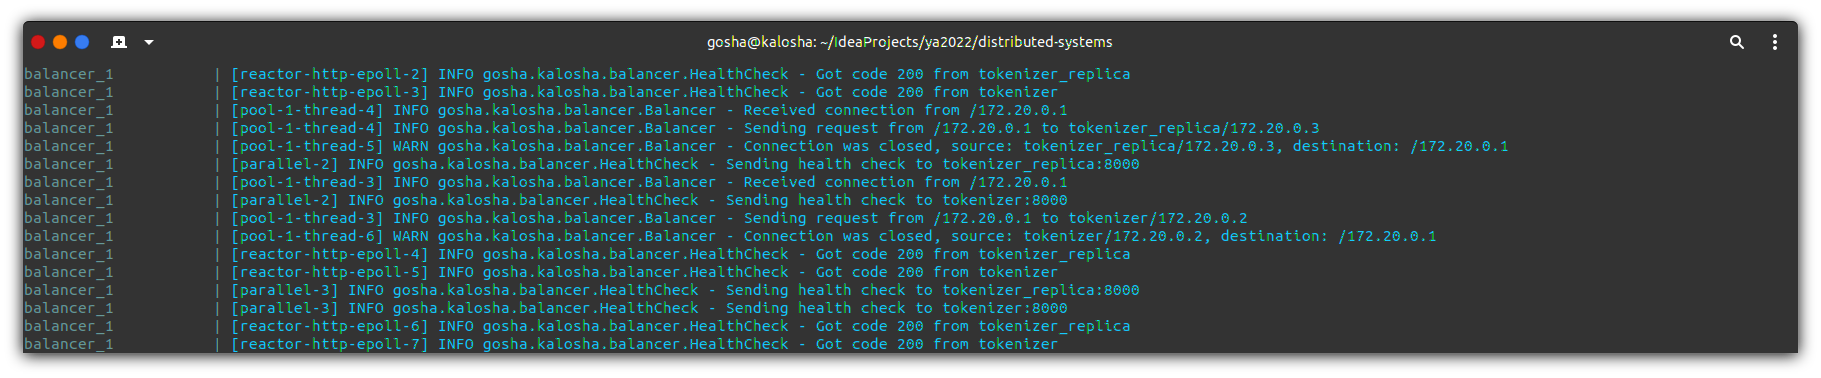 gosha@kalosha: ~/IdeaProjects/ya2022/distributed-systems
balancer_1 | [reactor-http-epoll-2] INFO gosha.kalosha.balancer.HealthCheck - Got code 200 from tokenizer_replica
balancer_1 | [reactor-http-epoll-3] INFO gosha.kalosha.balancer.HealthCheck - Got code 200 from tokenizer
balancer_1 | [pool-1-thread-4] INFO gosha.kalosha.balancer.Balancer - Received connection from /172.20.0.1
balancer_1 | [pool-1-thread-4] INFO gosha.kalosha.balancer.Balancer - Sending request from /172.20.0.1 to tokenizer_replica/172.20.0.3
balancer_1 | [pool-1-thread-5] WARN gosha.kalosha.balancer.Balancer - Connection was closed, source: tokenizer_replica/172.20.0.3, destination: /172.20.0.1
balancer_1 | [parallel-2] INFO gosha.kalosha.balancer.HealthCheck - Sending health check to tokenizer_replica:8000
balancer_1 | [pool-1-thread-3] INFO gosha.kalosha.balancer.Balancer - Received connection from /172.20.0.1
balancer_1 | [parallel-2] INFO gosha.kalosha.balancer.HealthCheck - Sending health check to tokenizer:8000
balancer_1 | [pool-1-thread-3] INFO gosha.kalosha.balancer.Balancer - Sending request from /172.20.0.1 to tokenizer/172.20.0.2
balancer_1 | [pool-1-thread-6] WARN gosha.kalosha.balancer.Balancer - Connection was closed, source: tokenizer/172.20.0.2, destination: /172.20.0.1
balancer_1 | [reactor-http-epoll-4] INFO gosha.kalosha.balancer.HealthCheck - Got code 200 from tokenizer_replica
balancer_1 | [reactor-http-epoll-5] INFO gosha.kalosha.balancer.HealthCheck - Got code 200 from tokenizer
balancer_1 | [parallel-3] INFO gosha.kalosha.balancer.HealthCheck - Sending health check to tokenizer_replica:8000
balancer_1 | [parallel-3] INFO gosha.kalosha.balancer.HealthCheck - Sending health check to tokenizer:8000
balancer_1 | [reactor-http-epoll-6] INFO gosha.kalosha.balancer.HealthCheck - Got code 200 from tokenizer_replica
balancer_1 | [reactor-http-epoll-7] INFO gosha.kalosha.balancer.HealthCheck - Got code 200 from tokenizer